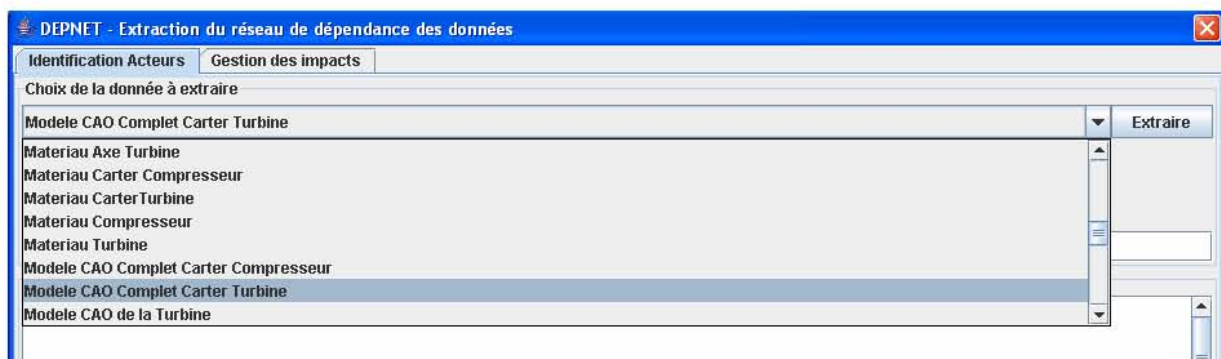 DEPNET - Extraction du réseau de dépendance des données
Identification Acteurs Gestion des impacts
Choix de la donnée à extraire
Modele CAO Complet Carter Turbine Extraire
Materiau Axe Turbine
Materiau Carter Compresseur
Materiau CarterTurbine
Materiau Compresseur
Materiau Turbine
Modele CAO Complet Carter Compresseur
Modele CAO Complet Carter Turbine
Modele CAO de la Turbine